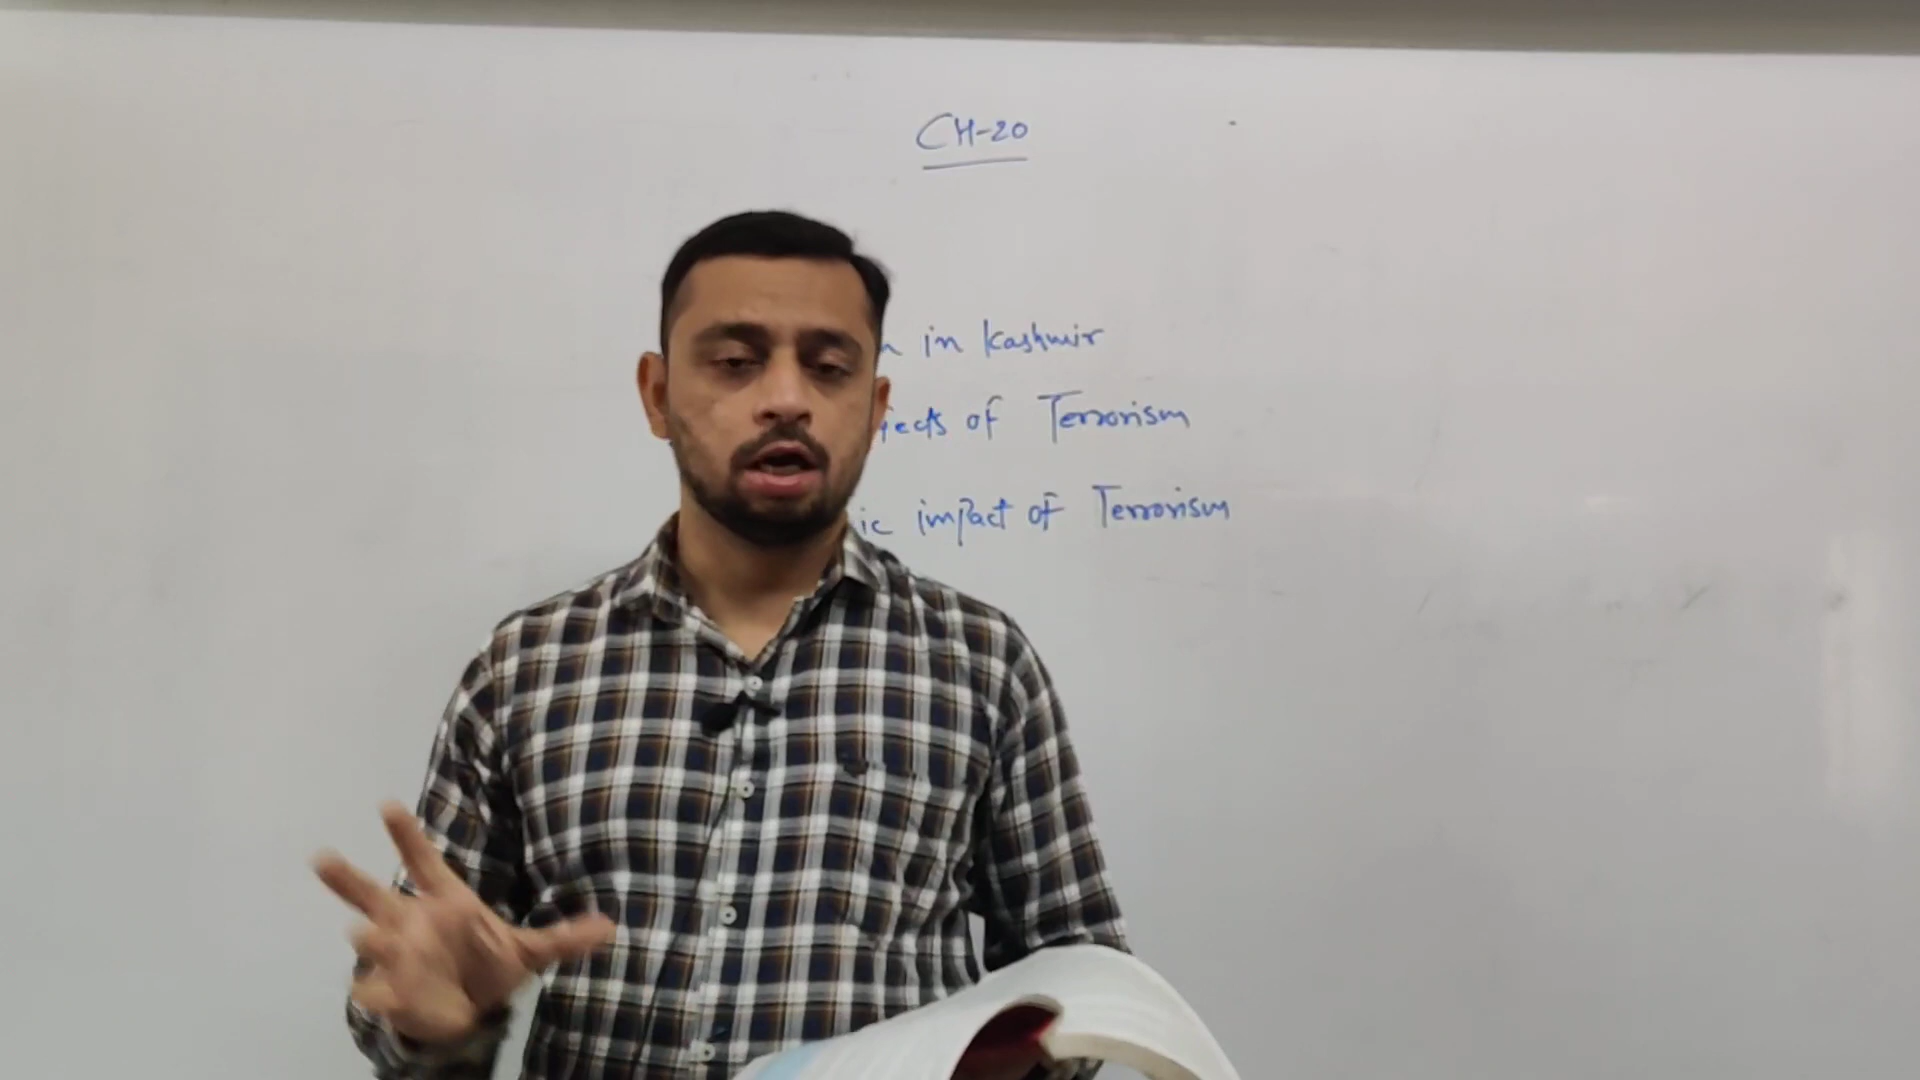 CH-20
in Kashmir
of Terrorism
impact of Terrorism